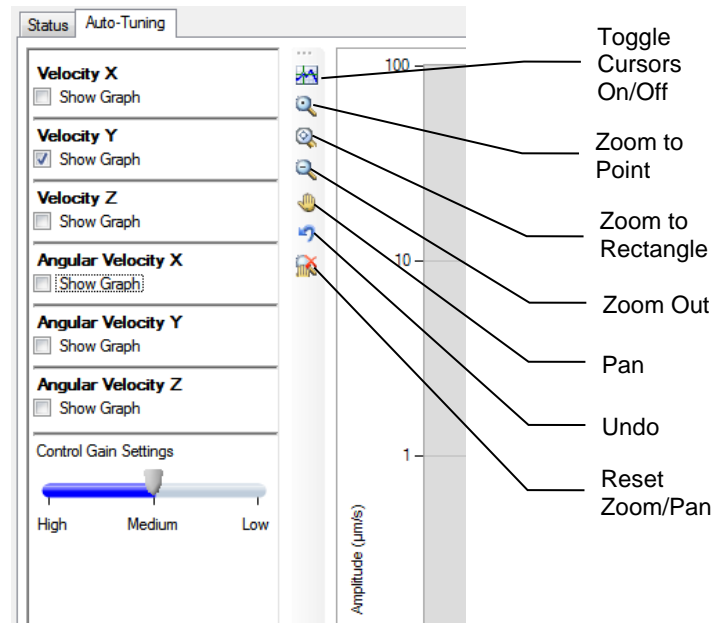 Status Auto-Tuning
Velocity X
Show Graph
Velocity Y
Show Graph
Velocity Z
Show Graph
Angular Velocity X
Show Graph
Angular Velocity Y
Show Graph
Angular Velocity Z
Show Graph
Control Gain Settings
High Medium Low
100
10
1
Amplitude (µm/s)
Toggle
Cursors
On/Off
Zoom to
Point
Zoom to
Rectangle
Zoom Out
Pan
Undo
Reset
Zoom/Pan